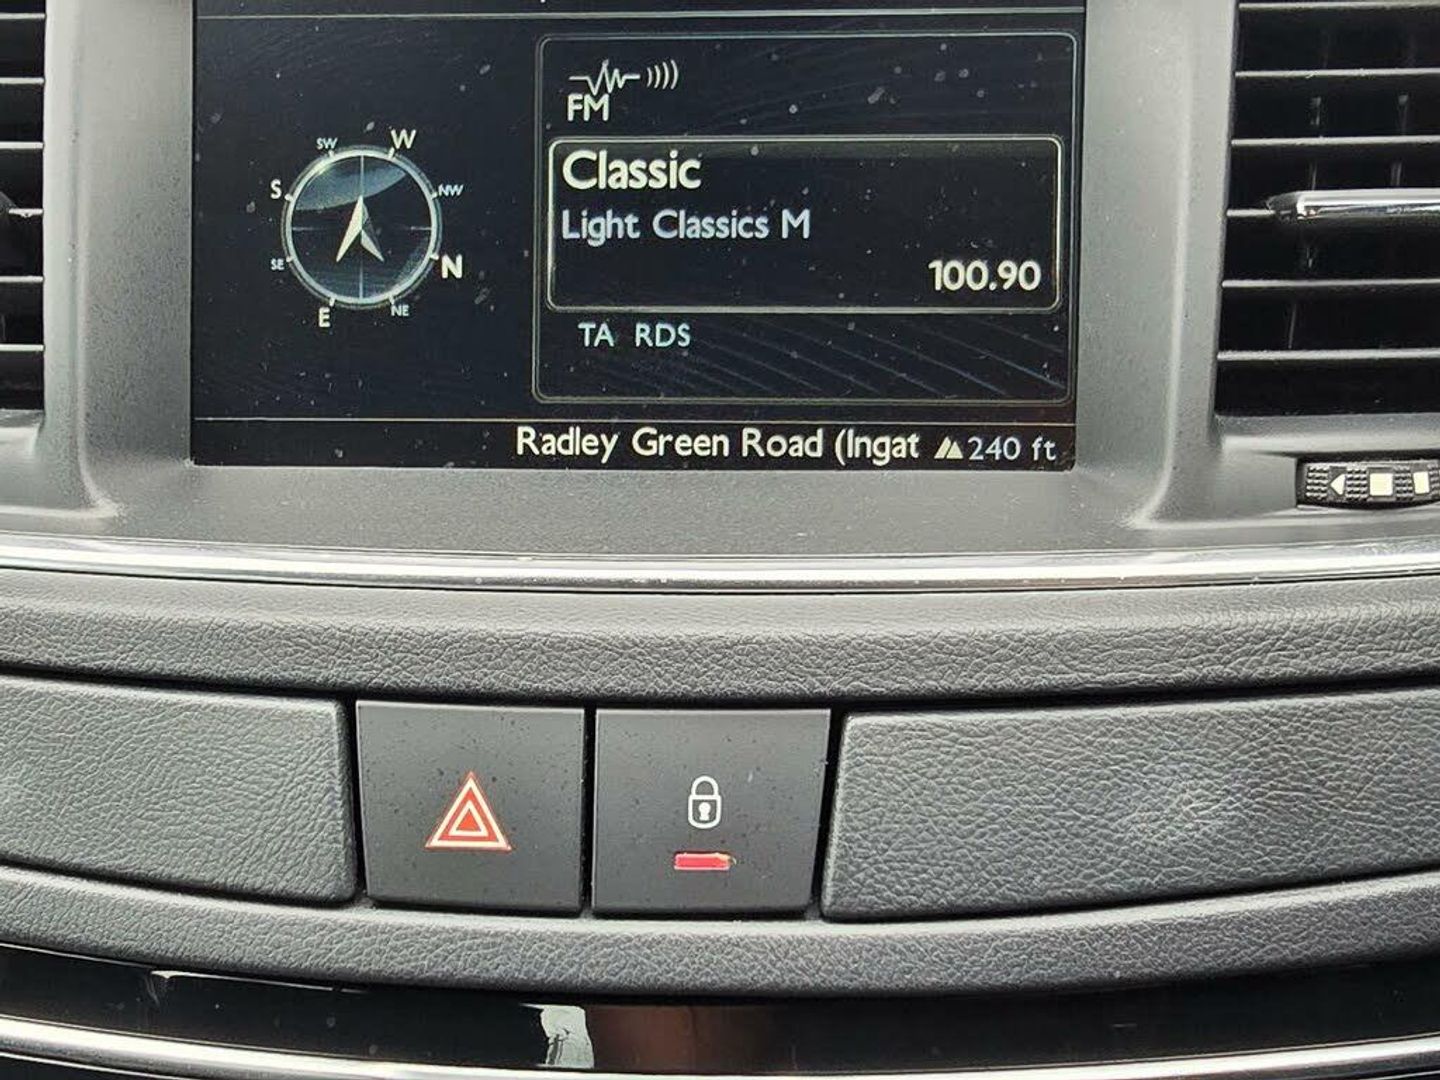 FM
SW W
S NW
SE N
E NE
Classic
Light Classics M
100.90
TA RDS
Radley Green Road (Ingat 240 ft